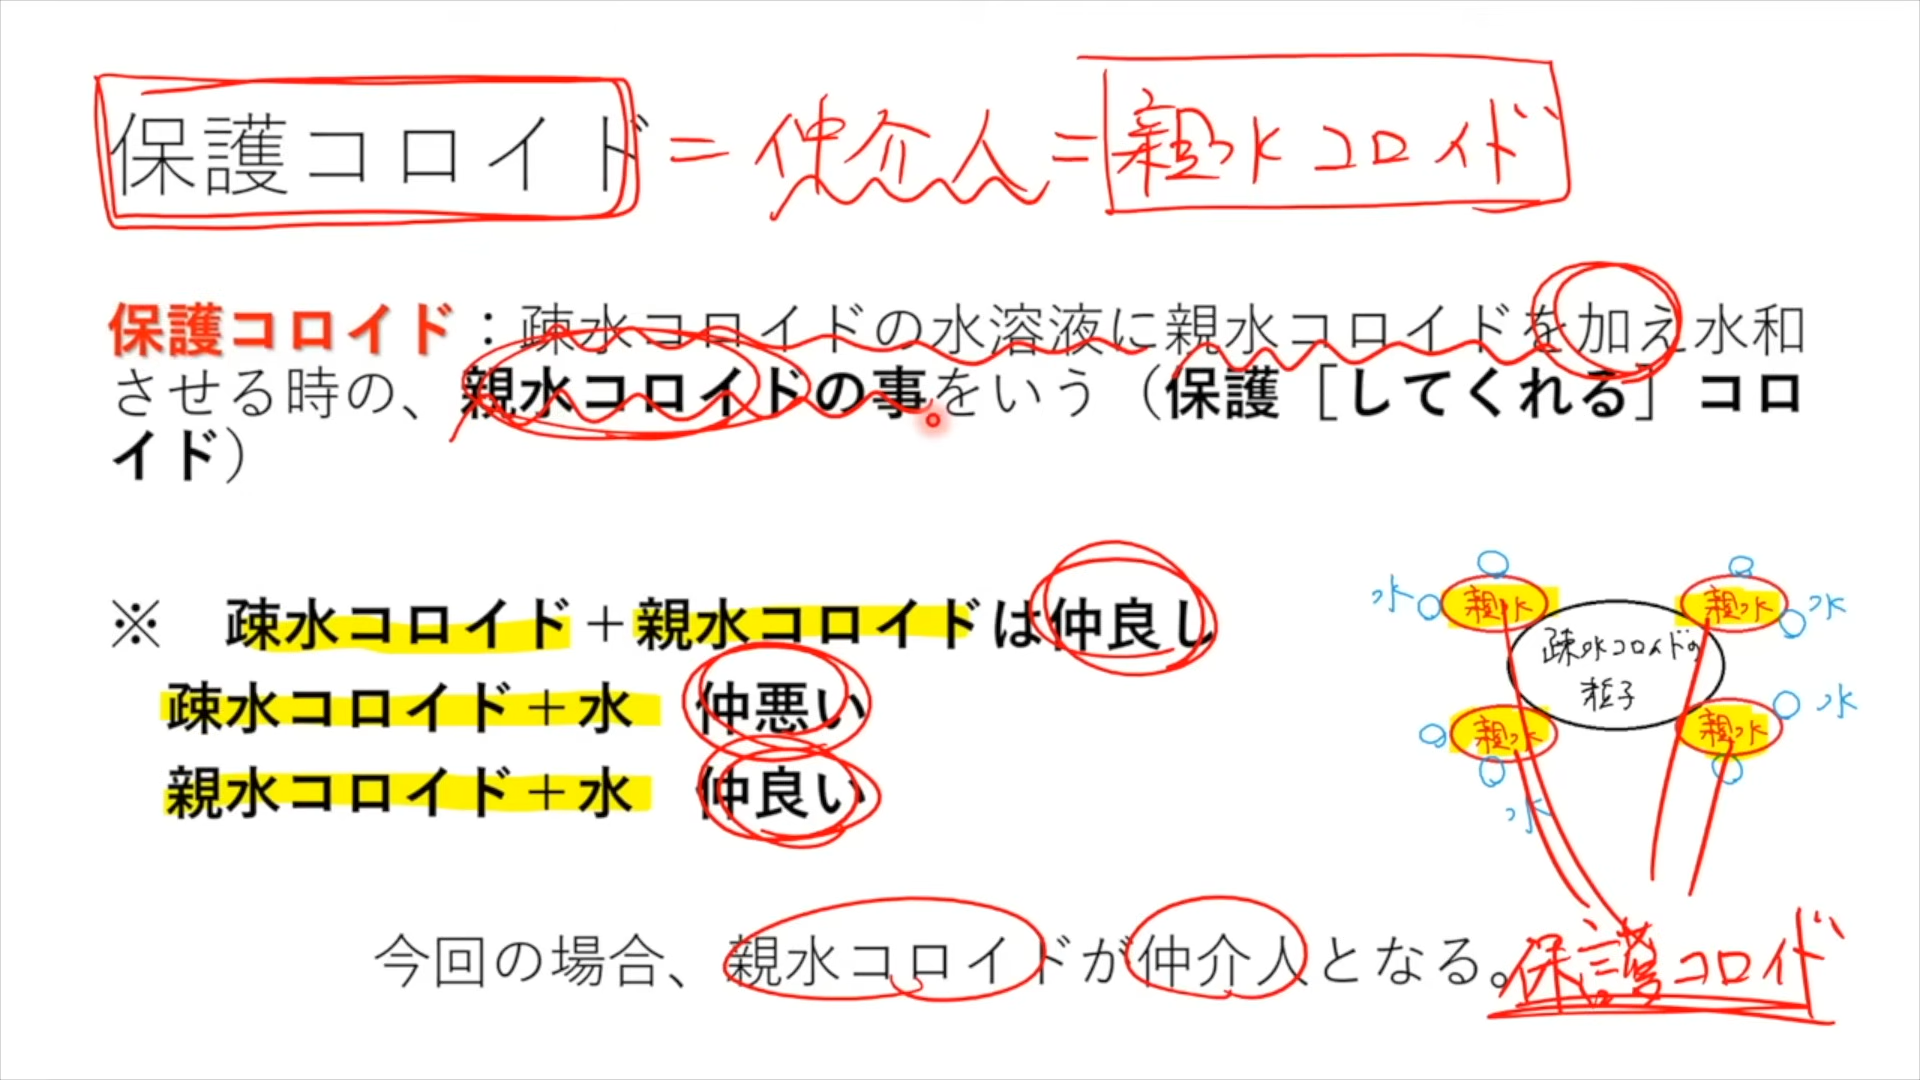 保護コロイド = 仲介人 = 親水コロイド
保護コロイド：疎水コロイドの水溶液に親水コロイドを加え水和
させる時の、親水コロイドの事をいう（保護［してくれる］コロ
イド）
※　疎水コロイド＋親水コロイドは仲良し
疎水コロイド＋水　仲悪い
親水コロイド＋水　仲良い
水 親水 親水 水
疎水コロイドの
粒子
親水 親水 水
水
今回の場合、親水コロイドが仲介人となる。
保護コロイド